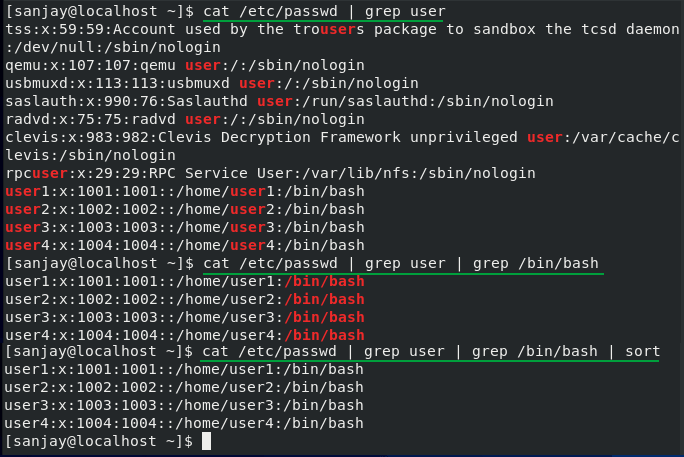 [sanjay@localhost ~]$ cat /etc/passwd | grep user
tss:x:59:59:Account used by the trousers package to sandbox the tcsd daemon
:/dev/null:/sbin/nologin
qemu:x:107:107:qemu user:/:/sbin/nologin
usbmuxd:x:113:113:usbmuxd user:/:/sbin/nologin
saslauth:x:990:76:Saslauthd user:/run/saslauthd:/sbin/nologin
radvd:x:75:75:radvd user:/:/sbin/nologin
clevis:x:983:982:Clevis Decryption Framework unprivileged user:/var/cache/c
levis:/sbin/nologin
rpcuser:x:29:29:RPC Service User:/var/lib/nfs:/sbin/nologin
user1:x:1001:1001::/home/user1:/bin/bash
user2:x:1002:1002::/home/user2:/bin/bash
user3:x:1003:1003::/home/user3:/bin/bash
user4:x:1004:1004::/home/user4:/bin/bash
[sanjay@localhost ~]$ cat /etc/passwd | grep user | grep /bin/bash
user1:x:1001:1001::/home/user1:/bin/bash
user2:x:1002:1002::/home/user2:/bin/bash
user3:x:1003:1003::/home/user3:/bin/bash
user4:x:1004:1004::/home/user4:/bin/bash
[sanjay@localhost ~]$ cat /etc/passwd | grep user | grep /bin/bash | sort
user1:x:1001:1001::/home/user1:/bin/bash
user2:x:1002:1002::/home/user2:/bin/bash
user3:x:1003:1003::/home/user3:/bin/bash
user4:x:1004:1004::/home/user4:/bin/bash
[sanjay@localhost ~]$